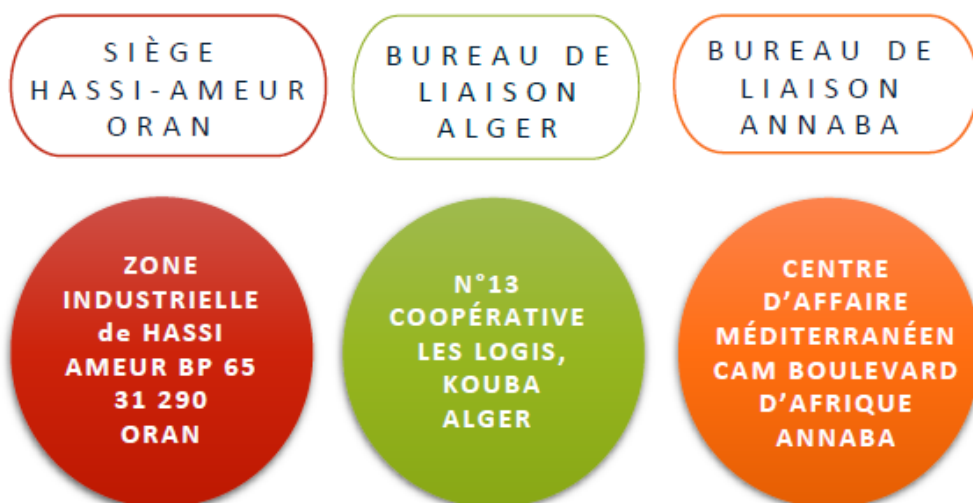 SIÈGE
HASSI-AMEUR
ORAN
BUREAU DE
LIAISON
ALGER
BUREAU DE
LIAISON
ANNABA
ZONE
INDUSTRIELLE
de HASSI
AMEUR BP 65
31 290
ORAN
N°13
COOPÉRATIVE
LES LOGIS,
KOUBA
ALGER
CENTRE
D’AFFAIRE
MÉDITERRANÉEN
CAM BOULEVARD
D’AFRIQUE
ANNABA